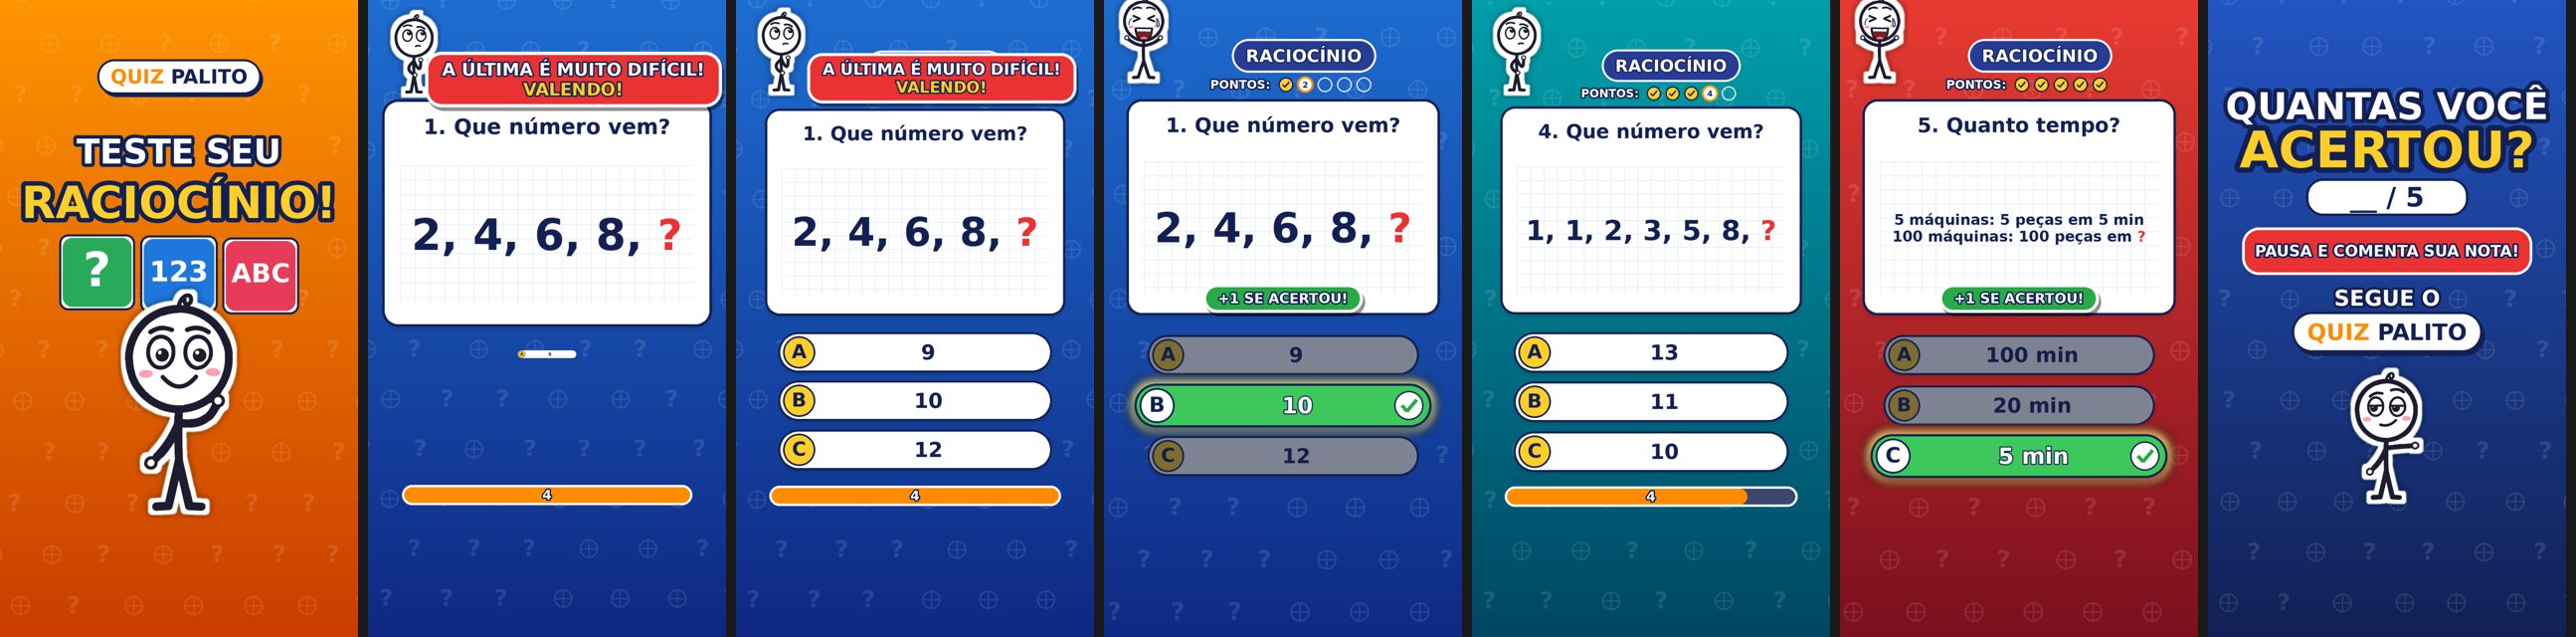 QUIZ PALITO
TESTE SEU
RACIOCÍNIO!
?
123
ABC
A ÚLTIMA É MUITO DIFÍCIL!
VALENDO!
1. Que número vem?
2, 4, 6, 8, ?
4
A ÚLTIMA É MUITO DIFÍCIL!
VALENDO!
1. Que número vem?
2, 4, 6, 8, ?
A 9
B 10
C 12
4
RACIOCÍNIO
PONTOS: 2
1. Que número vem?
2, 4, 6, 8, ?
+1 SE ACERTOU!
A 9
B 10
C 12
RACIOCÍNIO
PONTOS: 4
4. Que número vem?
1, 1, 2, 3, 5, 8, ?
A 13
B 11
C 10
4
RACIOCÍNIO
PONTOS:
5. Quanto tempo?
5 máquinas: 5 peças em 5 min
100 máquinas: 100 peças em ?
+1 SE ACERTOU!
A 100 min
B 20 min
C 5 min
QUANTAS VOCÊ
ACERTOU?
__ / 5
PAUSA E COMENTA SUA NOTA!
SEGUE O
QUIZ PALITO